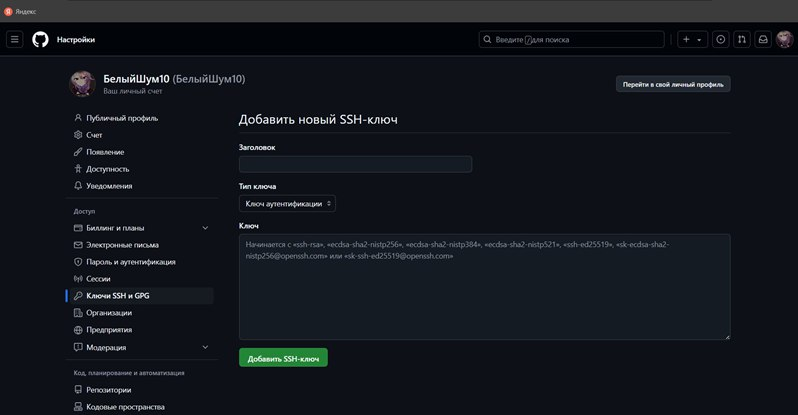 Яндекс
Настройки
Введите / для поиска
БелыйШум10 (БелыйШум10)
Ваш личный счет
Перейти в свой личный профиль
Публичный профиль
Счет
Появление
Доступность
Уведомления
Доступ
Биллинг и планы
Электронные письма
Пароль и аутентификация
Сессии
Ключи SSH и GPG
Организации
Предприятия
Модерация
Код, планирование и автоматизация
Репозитории
Кодовые пространства
Добавить новый SSH-ключ
Заголовок
Тип ключа
Ключ аутентификации
Ключ
Начинается с «ssh-rsa», «ecdsa-sha2-nistp256», «ecdsa-sha2-nistp384», «ecdsa-sha2-nistp521», «ssh-ed25519», «sk-ecdsa-sha2-
nistp256@openssh.com» или «sk-ssh-ed25519@openssh.com»
Добавить SSH-ключ